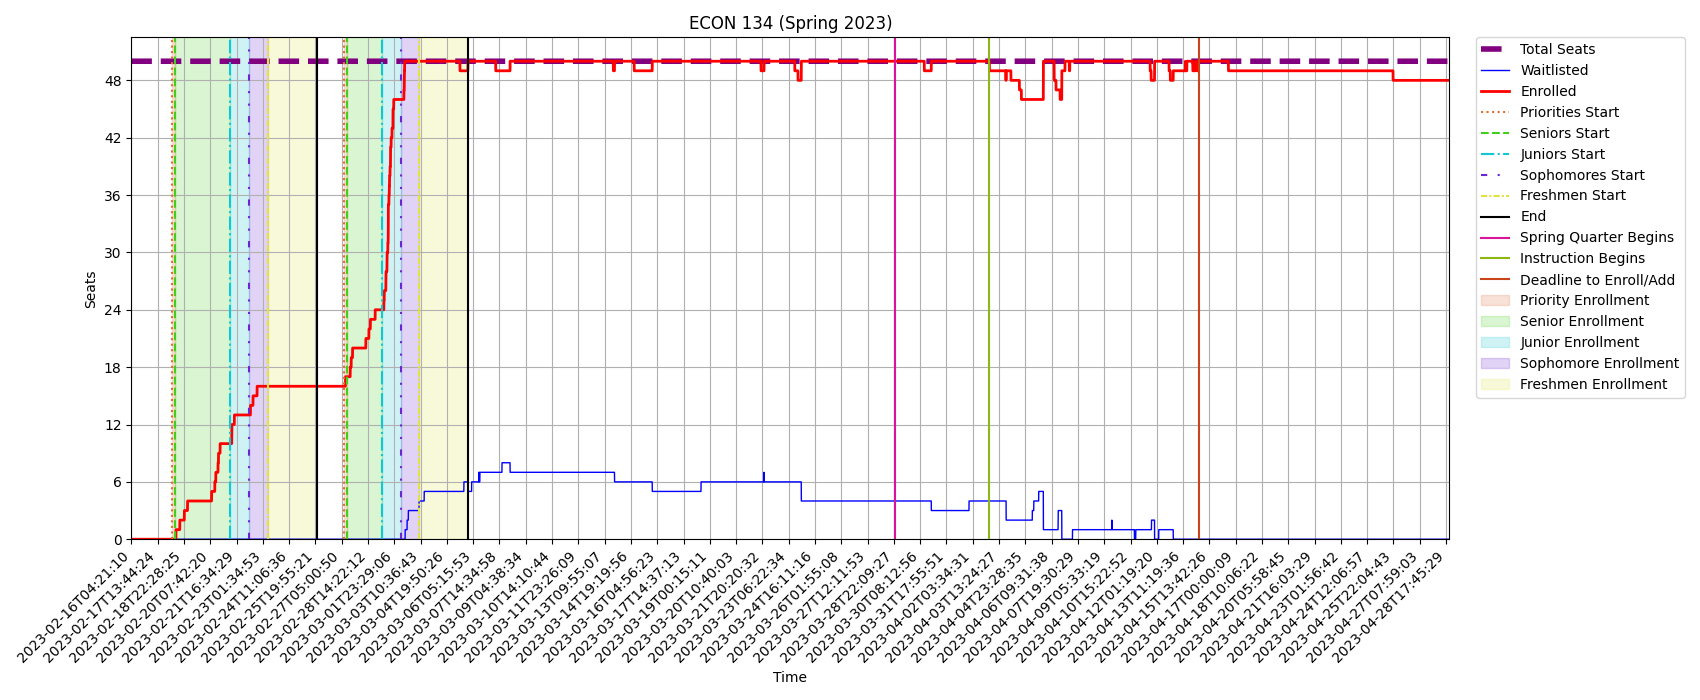 ECON 134 (Spring 2023)
Seats
48
42
36
30
24
18
12
6
0
2023-02-16T04:21:10
2023-02-17T13:44:24
2023-02-18T22:28:25
2023-02-20T07:42:20
2023-02-21T16:34:29
2023-02-23T01:34:53
2023-02-24T11:06:36
2023-02-25T19:55:21
2023-02-27T05:00:50
2023-02-28T14:22:12
2023-03-01T23:29:06
2023-03-03T10:36:43
2023-03-04T19:50:26
2023-03-06T05:15:53
2023-03-07T14:34:58
2023-03-09T04:38:34
2023-03-10T14:10:44
2023-03-11T23:26:09
2023-03-13T09:55:07
2023-03-14T19:19:56
2023-03-16T04:56:23
2023-03-17T14:37:13
2023-03-19T00:15:11
2023-03-20T10:40:03
2023-03-21T20:20:32
2023-03-23T06:22:34
2023-03-24T16:11:16
2023-03-26T01:55:08
2023-03-27T12:11:53
2023-03-28T22:09:27
2023-03-30T08:12:56
2023-03-31T17:55:51
2023-04-02T03:34:31
2023-04-03T13:24:27
2023-04-04T23:28:35
2023-04-06T09:31:38
2023-04-07T19:30:29
2023-04-09T05:33:19
2023-04-10T15:22:52
2023-04-12T01:19:20
2023-04-13T11:19:36
2023-04-15T13:42:26
2023-04-17T00:00:09
2023-04-18T10:06:22
2023-04-20T05:58:45
2023-04-21T16:03:29
2023-04-23T01:56:42
2023-04-24T12:06:57
2023-04-25T22:04:43
2023-04-27T07:59:03
2023-04-28T17:45:29
Time
Total Seats
Waitlisted
Enrolled
Priorities Start
Seniors Start
Juniors Start
Sophomores Start
Freshmen Start
End
Spring Quarter Begins
Instruction Begins
Deadline to Enroll/Add
Priority Enrollment
Senior Enrollment
Junior Enrollment
Sophomore Enrollment
Freshmen Enrollment